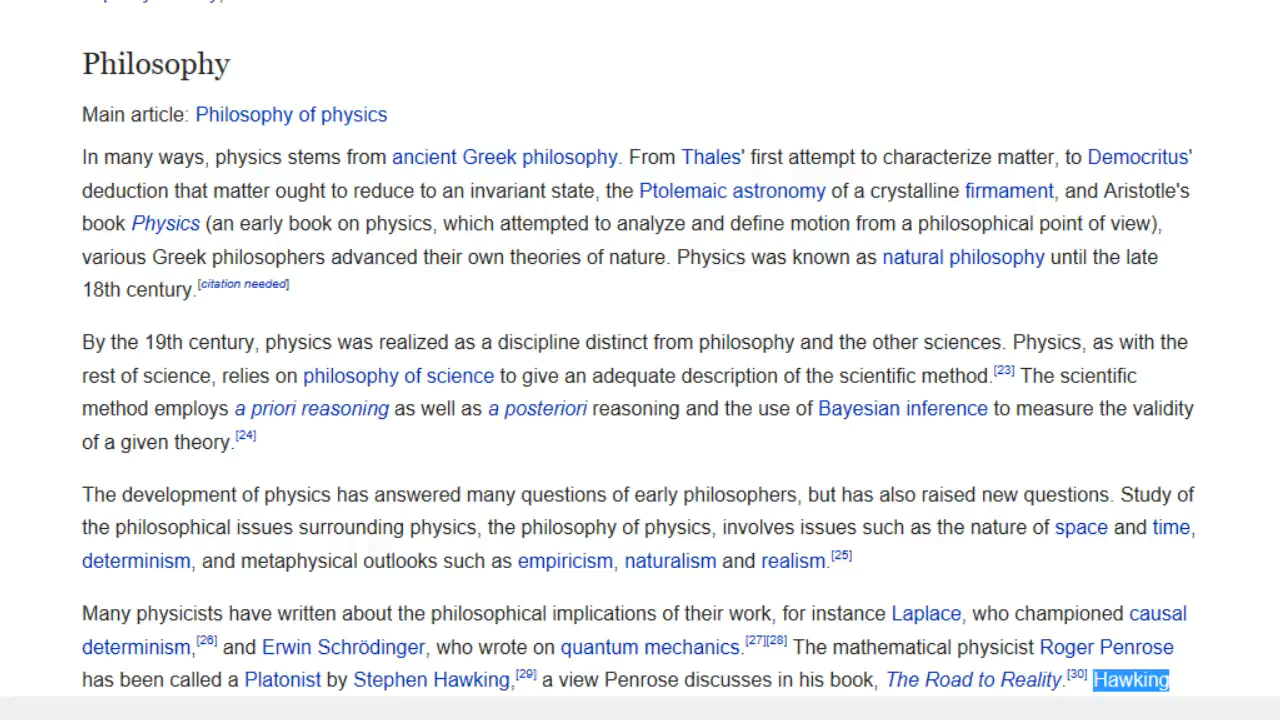 Philosophy
Main article: Philosophy of physics
In many ways, physics stems from ancient Greek philosophy. From Thales' first attempt to characterize matter, to Democritus'
deduction that matter ought to reduce to an invariant state, the Ptolemaic astronomy of a crystalline firmament, and Aristotle's
book Physics (an early book on physics, which attempted to analyze and define motion from a philosophical point of view),
various Greek philosophers advanced their own theories of nature. Physics was known as natural philosophy until the late
18th century.[citation needed]
By the 19th century, physics was realized as a discipline distinct from philosophy and the other sciences. Physics, as with the
rest of science, relies on philosophy of science to give an adequate description of the scientific method.[23] The scientific
method employs a priori reasoning as well as a posteriori reasoning and the use of Bayesian inference to measure the validity
of a given theory.[24]
The development of physics has answered many questions of early philosophers, but has also raised new questions. Study of
the philosophical issues surrounding physics, the philosophy of physics, involves issues such as the nature of space and time,
determinism, and metaphysical outlooks such as empiricism, naturalism and realism.[25]
Many physicists have written about the philosophical implications of their work, for instance Laplace, who championed causal
determinism,[26] and Erwin Schrödinger, who wrote on quantum mechanics.[27][28] The mathematical physicist Roger Penrose
has been called a Platonist by Stephen Hawking,[29] a view Penrose discusses in his book, The Road to Reality.[30] Hawking